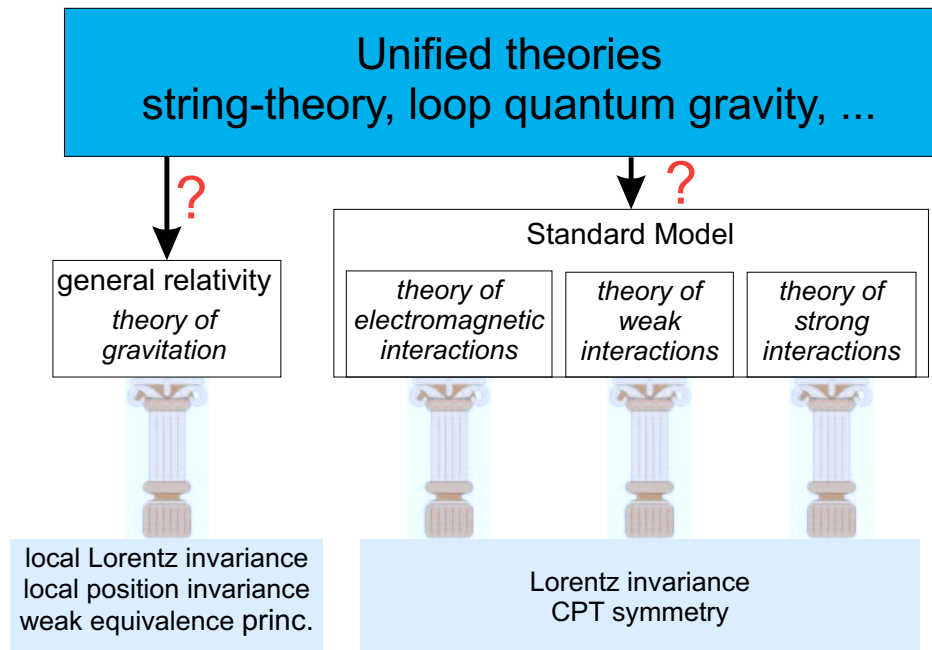 Unified theories
string-theory, loop quantum gravity, ...
?
?
Standard Model
general relativity
theory of
gravitation
theory of
electromagnetic
interactions
theory of
weak
interactions
theory of
strong
interactions
local Lorentz invariance
local position invariance
weak equivalence princ.
Lorentz invariance
CPT symmetry